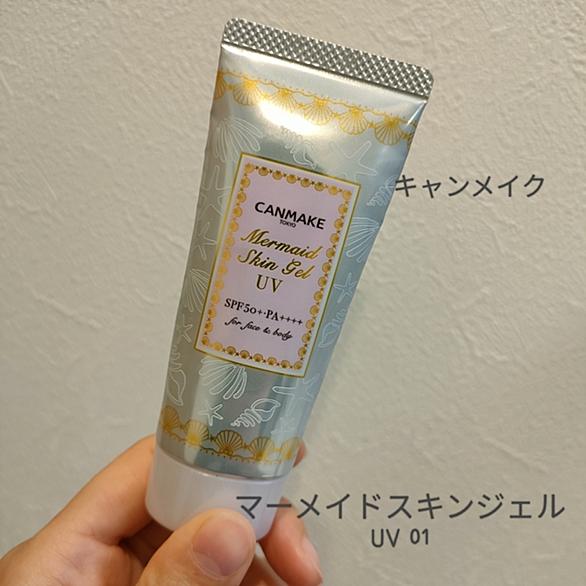 キャンメイク
CANMAKE
TOKYO
Mermaid
Skin Gel
UV
SPF50+・PA++++
for face & body
マーメイドスキンジェル
UV 01